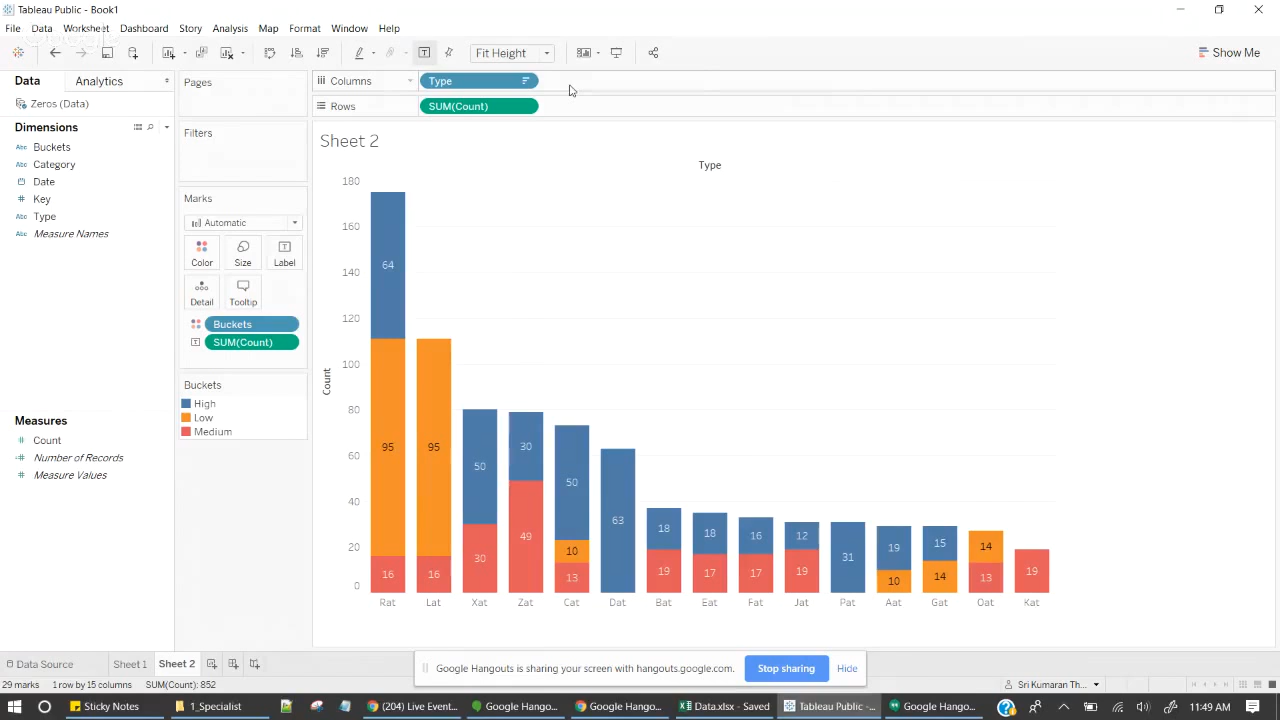 Tableau Public - Book1
File Data Worksheet Dashboard Story Analysis Map Format Window Help
Fit Height
Show Me
Data Analytics
Pages
Columns Type
Zeros (Data)
Rows SUM(Count)
Dimensions
Filters
Sheet 2
Buckets
Category
Date
Key
Type
Measure Names
Marks
Automatic
Color Size Label
Detail Tooltip
Buckets
SUM(Count)
Buckets
High
Low
Medium
Measures
Count
Number of Records
Measure Values
Type
Count
180
160
140
120
100
80
60
40
20
0
64
95
16
95
16
50
30
30
49
50
10
13
63
18
19
18
17
16
17
12
19
31
19
10
15
14
14
13
19
Rat Lat Xat Zat Cat Dat Bat Eat Fat Jat Pat Aat Gat Oat Kat
Data Source Sheet 1 Sheet 2
Google Hangouts is sharing your screen with hangouts.google.com. Stop sharing Hide
29 marks 1 row by 15 columns SUM(Count): 852
Sri Kumaran Th...
Sticky Notes 1_Specialist (204) Live Event... Google Hangou... Google Hangou... Data.xlsx - Saved Tableau Public -... Google Hangou... 11:49 AM